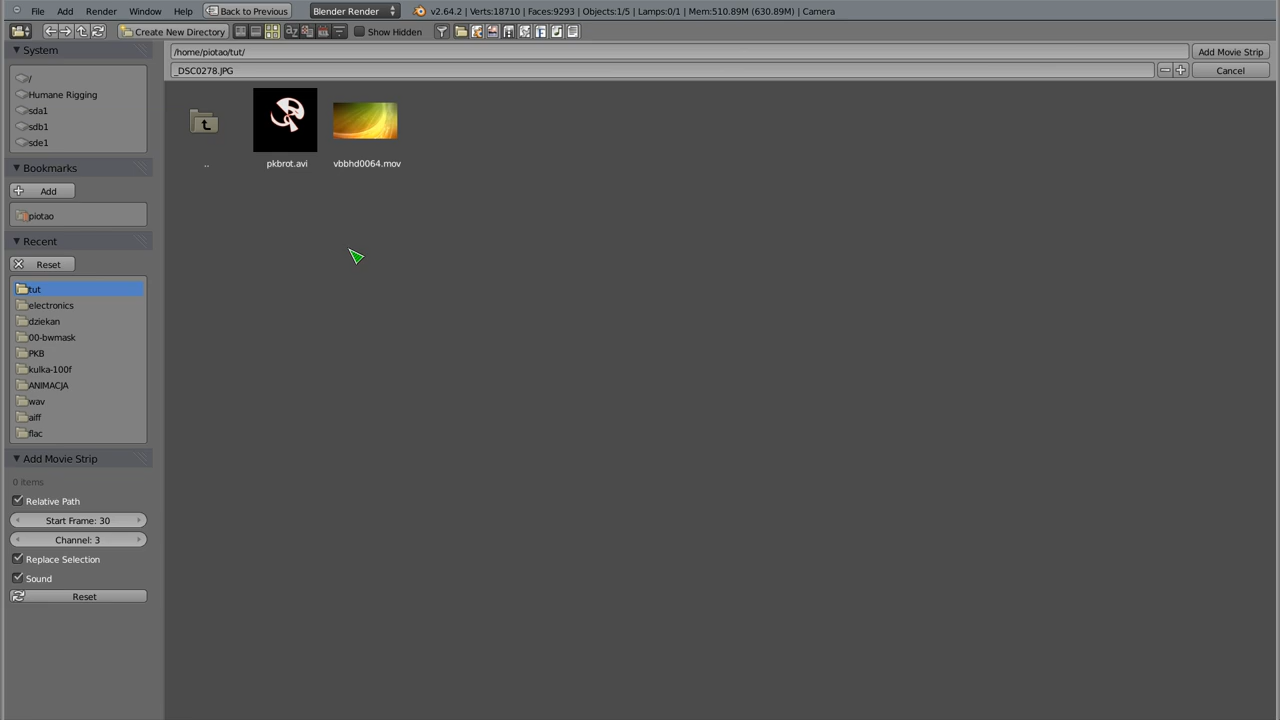 File Add Render Window Help Back to Previous Blender Render v2.64.2 | Verts:18710 | Faces:9293 | Objects:1/5 | Lamps:0/1 | Mem:510.89M (630.89M) | Camera
Create New Directory Show Hidden
System
/home/piotao/tut/ Add Movie Strip
_DSC0278.JPG Cancel
/
Humane Rigging
sda1
sdb1
sde1
.. pkbrot.avi vbbhd0064.mov
Bookmarks
Add
piotao
Recent
Reset
tut
electronics
dziekan
00-bwmask
PKB
kulka-100f
ANIMACJA
wav
aiff
flac
Add Movie Strip
0 items
Relative Path
Start Frame: 30
Channel: 3
Replace Selection
Sound
Reset